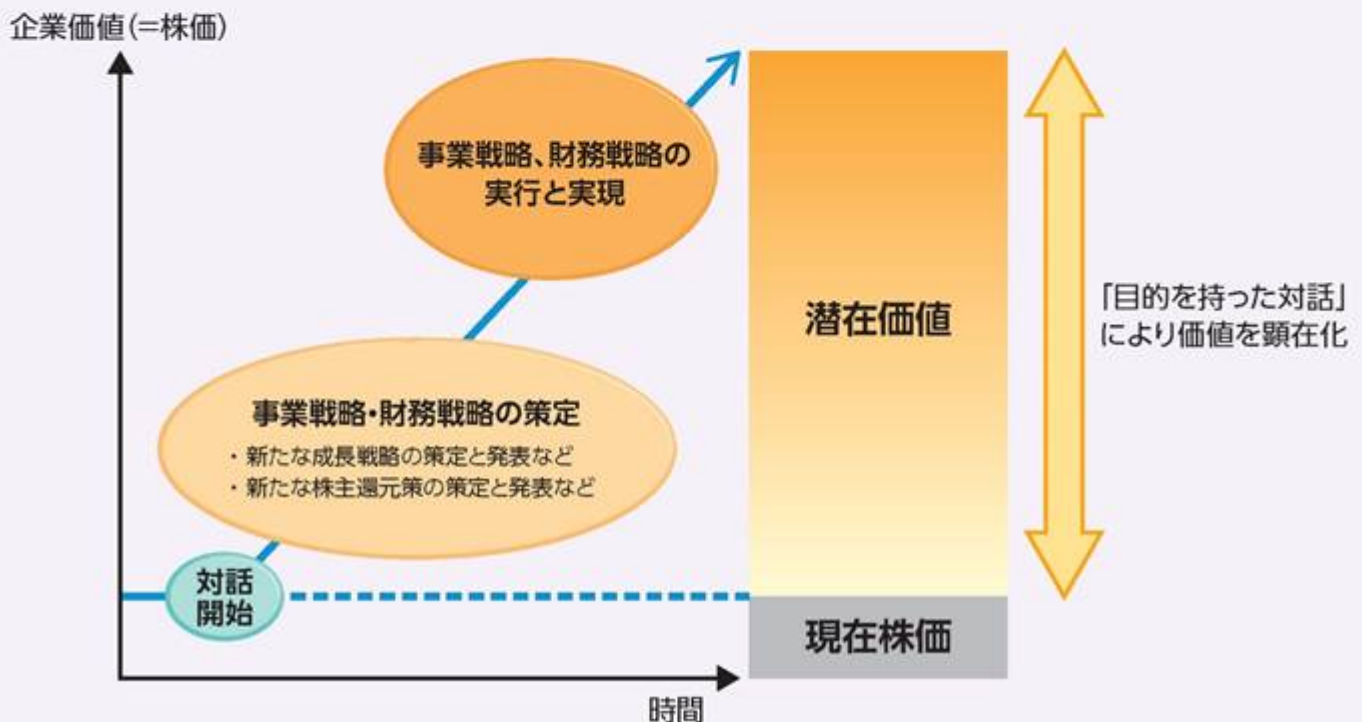 企業価値(=株価)
事業戦略、財務戦略の
実行と実現
事業戦略・財務戦略の策定
・新たな成長戦略の策定と発表など
・新たな株主還元策の策定と発表など
対話
開始
潜在価値
現在株価
「目的を持った対話」
により価値を顕在化
時間